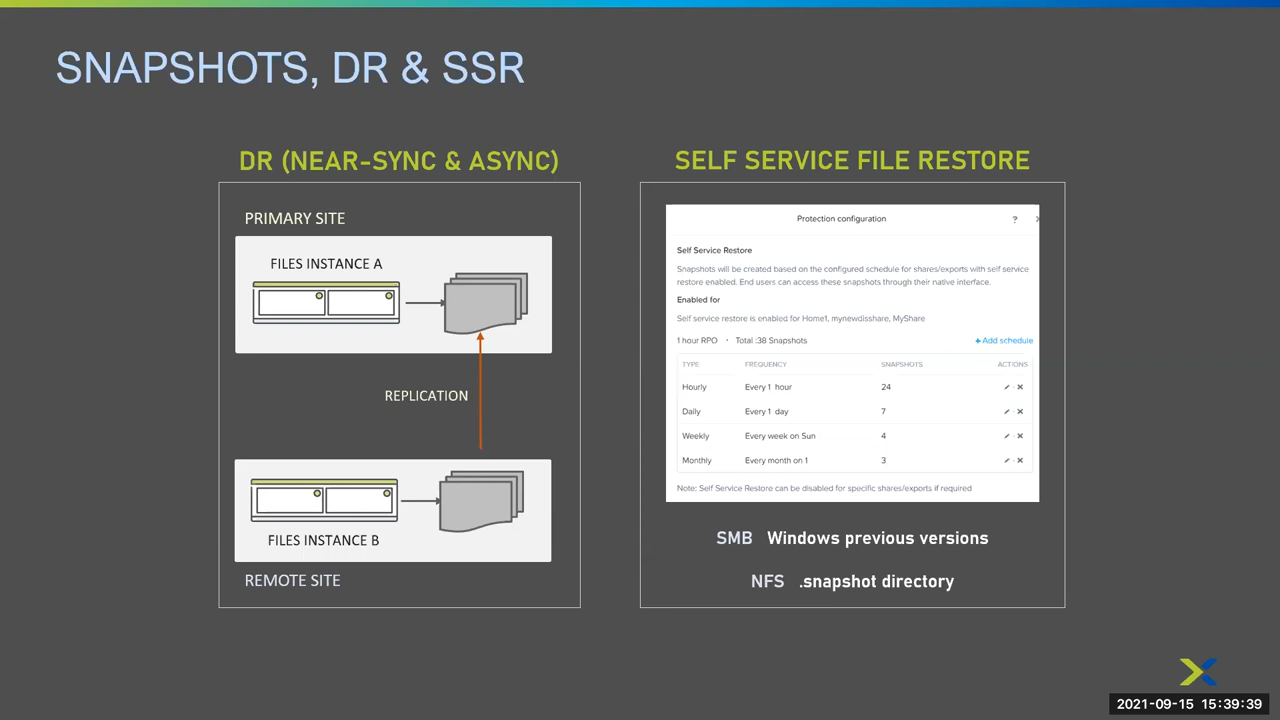 SNAPSHOTS, DR & SSR
DR (NEAR-SYNC & ASYNC)
PRIMARY SITE
FILES INSTANCE A
REPLICATION
FILES INSTANCE B
REMOTE SITE
SELF SERVICE FILE RESTORE
Protection configuration ?
Self Service Restore
Snapshots will be created based on the configured schedule for shares/exports with self service
restore enabled. End users can access these snapshots through their native interface.
Enabled for
Self service restore is enabled for Home1, mynewdisshare, MyShare
1 hour RPO · Total :38 Snapshots + Add schedule
TYPE FREQUENCY SNAPSHOTS ACTIONS
Hourly Every 1 hour 24
Daily Every 1 day 7
Weekly Every week on Sun 4
Monthly Every month on 1 3
Note: Self Service Restore can be disabled for specific shares/exports if required
SMB Windows previous versions
NFS .snapshot directory
2021-09-15 15:39:39